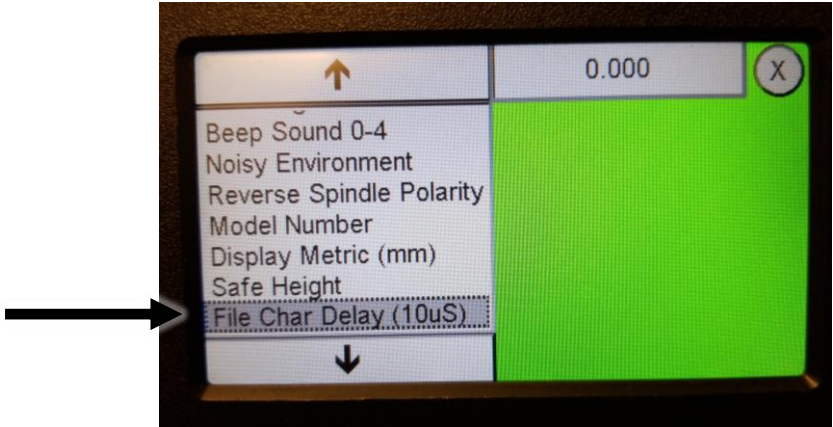 0.000
X
Beep Sound 0-4
Noisy Environment
Reverse Spindle Polarity
Model Number
Display Metric (mm)
Safe Height
File Char Delay (10uS)